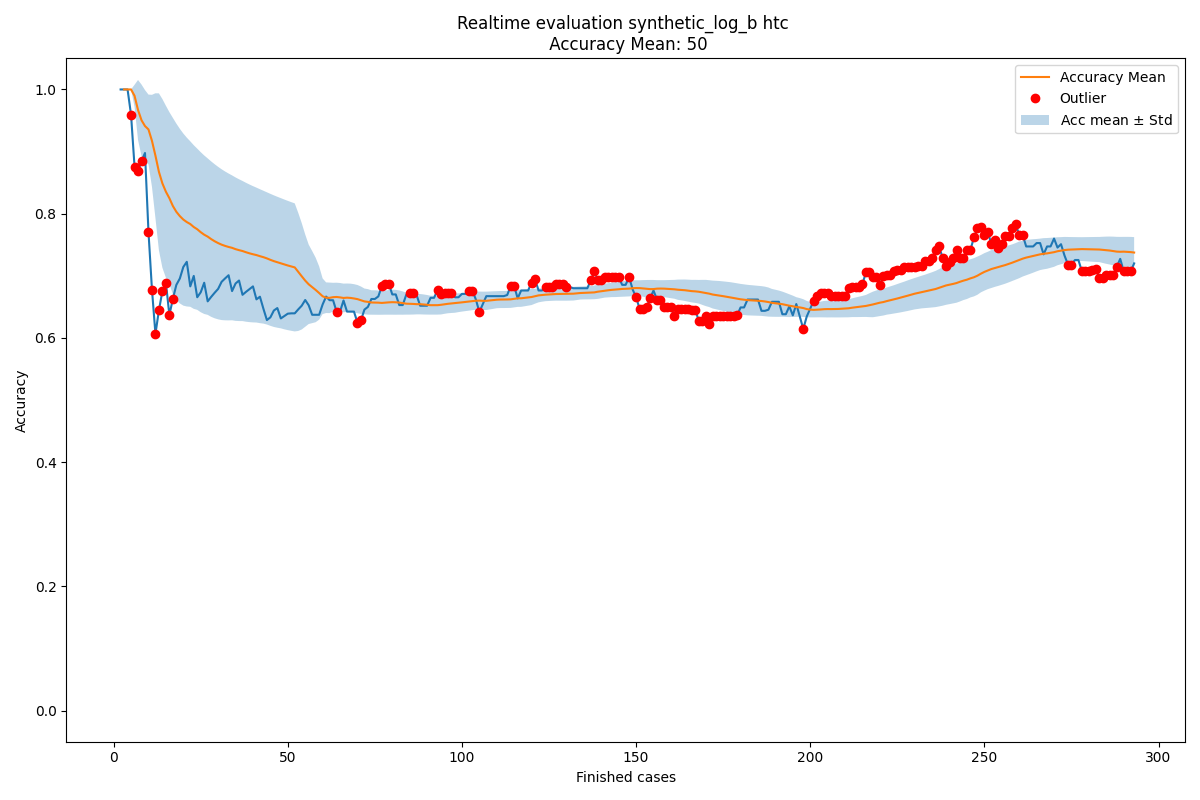 Realtime evaluation synthetic_log_b htc
Accuracy Mean: 50
Accuracy Mean
Outlier
Acc mean ± Std
Accuracy
1.0
0.8
0.6
0.4
0.2
0.0
0 50 100 150 200 250 300
Finished cases